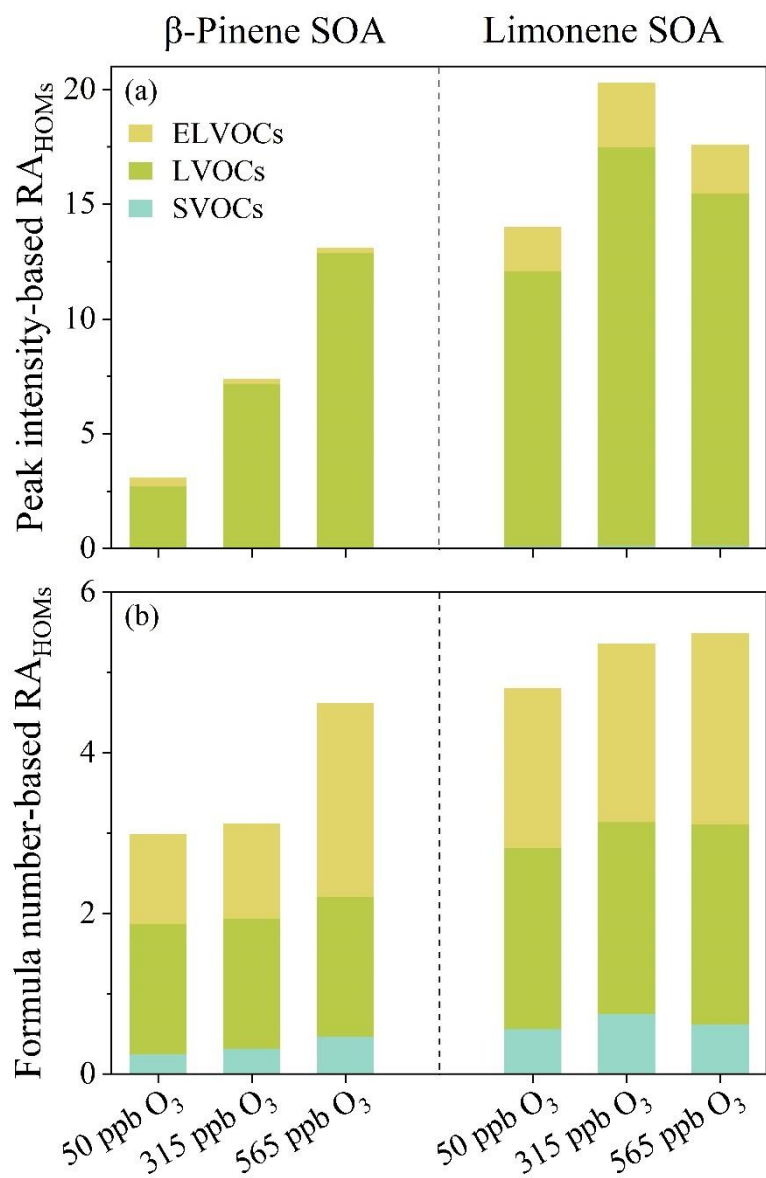 β-Pinene SOA
Limonene SOA
(a)
ELVOCs
LVOCs
SVOCs
Peak intensity-based RA_HOMs
20
15
10
5
0
(b)
Formula number-based RA_HOMs
6
4
2
0
50 ppb O₃
315 ppb O₃
565 ppb O₃
50 ppb O₃
315 ppb O₃
565 ppb O₃